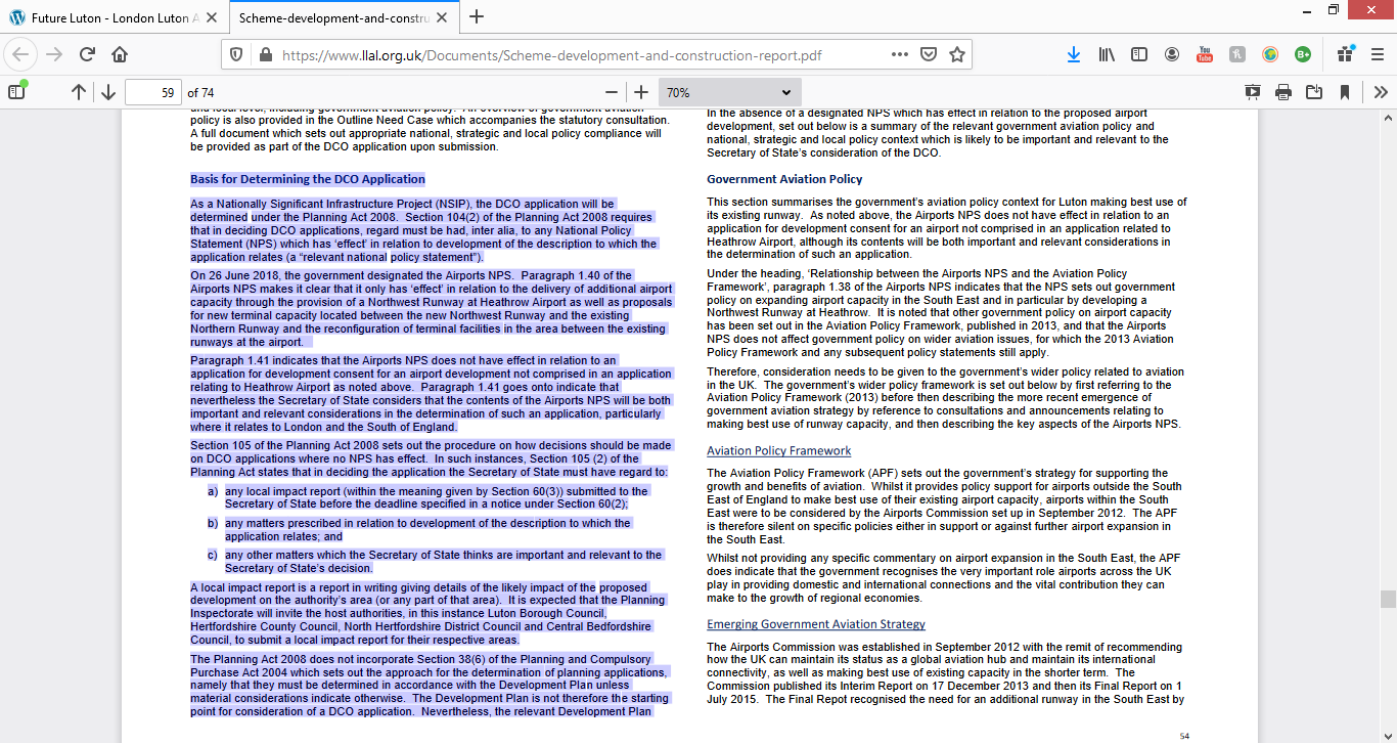 Future Luton - London Luton A
Scheme-development-and-constru
https://www.llal.org.uk/Documents/Scheme-development-and-construction-report.pdf
59 of 74
70%
and local level, including government aviation policy. An overview of government aviation
policy is also provided in the Outline Need Case which accompanies the statutory consultation.
A full document which sets out appropriate national, strategic and local policy compliance will
be provided as part of the DCO application upon submission.
Basis for Determining the DCO Application
As a Nationally Significant Infrastructure Project (NSIP), the DCO application will be
determined under the Planning Act 2008. Section 104(2) of the Planning Act 2008 requires
that in deciding DCO applications, regard must be had, inter alia, to any National Policy
Statement (NPS) which has 'effect' in relation to development of the description to which the
application relates (a “relevant national policy statement”).
On 26 June 2018, the government designated the Airports NPS. Paragraph 1.40 of the
Airports NPS makes it clear that it only has 'effect' in relation to the delivery of additional airport
capacity through the provision of a Northwest Runway at Heathrow Airport as well as proposals
for new terminal capacity located between the new Northwest Runway and the existing
Northern Runway and the reconfiguration of terminal facilities in the area between the existing
runways at the airport.
Paragraph 1.41 indicates that the Airports NPS does not have effect in relation to an
application for development consent for an airport development not comprised in an application
relating to Heathrow Airport as noted above. Paragraph 1.41 goes onto indicate that
nevertheless the Secretary of State considers that the contents of the Airports NPS will be both
important and relevant considerations in the determination of such an application, particularly
where it relates to London and the South of England.
Section 105 of the Planning Act 2008 sets out the procedure on how decisions should be made
on DCO applications where no NPS has effect. In such instances, Section 105 (2) of the
Planning Act states that in deciding the application the Secretary of State must have regard to:
a) any local impact report (within the meaning given by Section 60(3)) submitted to the
Secretary of State before the deadline specified in a notice under Section 60(2);
b) any matters prescribed in relation to development of the description to which the
application relates; and
c) any other matters which the Secretary of State thinks are important and relevant to the
Secretary of State's decision.
A local impact report is a report in writing giving details of the likely impact of the proposed
development on the authority's area (or any part of that area). It is expected that the Planning
Inspectorate will invite the host authorities, in this instance Luton Borough Council,
Hertfordshire County Council, North Hertfordshire District Council and Central Bedfordshire
Council, to submit a local impact report for their respective areas.
The Planning Act 2008 does not incorporate Section 38(6) of the Planning and Compulsory
Purchase Act 2004 which sets out the approach for the determination of planning applications,
namely that they must be determined in accordance with the Development Plan unless
material considerations indicate otherwise. The Development Plan is not therefore the starting
point for consideration of a DCO application. Nevertheless, the relevant Development Plan
In the absence of a designated NPS which has effect in relation to the proposed airport
development, set out below is a summary of the relevant government aviation policy and
national, strategic and local policy context which is likely to be important and relevant to the
Secretary of State's consideration of the DCO.
Government Aviation Policy
This section summarises the government's aviation policy context for Luton making best use of
its existing runway. As noted above, the Airports NPS does not have effect in relation to an
application for development consent for an airport not comprised in an application related to
Heathrow Airport, although its contents will be both important and relevant considerations in
the determination of such an application.
Under the heading, 'Relationship between the Airports NPS and the Aviation Policy
Framework', paragraph 1.38 of the Airports NPS indicates that the NPS sets out government
policy on expanding airport capacity in the South East and in particular by developing a
Northwest Runway at Heathrow. It is noted that other government policy on airport capacity
has been set out in the Aviation Policy Framework, published in 2013, and that the Airports
NPS does not affect government policy on wider aviation issues, for which the 2013 Aviation
Policy Framework and any subsequent policy statements still apply.
Therefore, consideration needs to be given to the government's wider policy related to aviation
in the UK. The government's wider policy framework is set out below by first referring to the
Aviation Policy Framework (2013) before then describing the more recent emergence of
government aviation strategy by reference to consultations and announcements relating to
making best use of runway capacity, and then describing the key aspects of the Airports NPS.
Aviation Policy Framework
The Aviation Policy Framework (APF) sets out the government's strategy for supporting the
growth and benefits of aviation. Whilst it provides policy support for airports outside the South
East of England to make best use of their existing airport capacity, airports within the South
East were to be considered by the Airports Commission set up in September 2012. The APF
is therefore silent on specific policies either in support or against further airport expansion in
the South East.
Whilst not providing any specific commentary on airport expansion in the South East, the APF
does indicate that the government recognises the very important role airports across the UK
play in providing domestic and international connections and the vital contribution they can
make to the growth of regional economies.
Emerging Government Aviation Strategy
The Airports Commission was established in September 2012 with the remit of recommending
how the UK can maintain its status as a global aviation hub and maintain its international
connectivity, as well as making best use of existing capacity in the shorter term. The
Commission published its Interim Report on 17 December 2013 and then its Final Report on 1
July 2015. The Final Repot recognised the need for an additional runway in the South East by
54